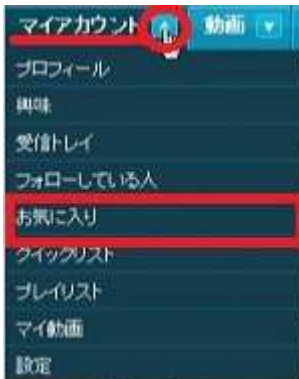 マイアカウント 動画
プロフィール
興味
受信トレイ
フォローしている人
お気に入り
クイックリスト
プレイリスト
マイ動画
設定